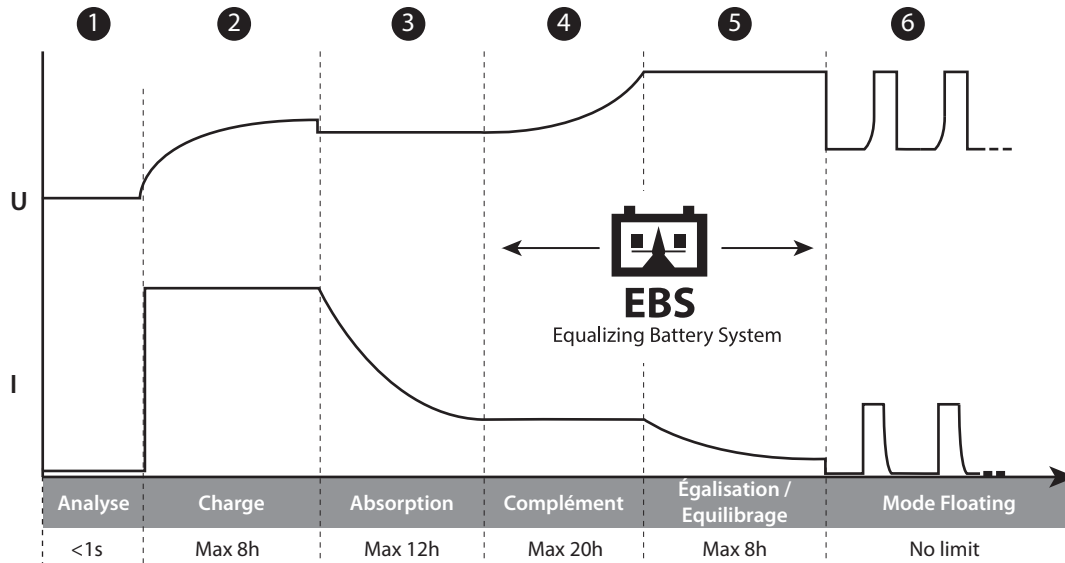 1 2 3 4 5 6
U
EBS
Equalizing Battery System
I
Analyse Charge Absorption Complément Égalisation / Equilibrage Mode Floating
<1s Max 8h Max 12h Max 20h Max 8h No limit